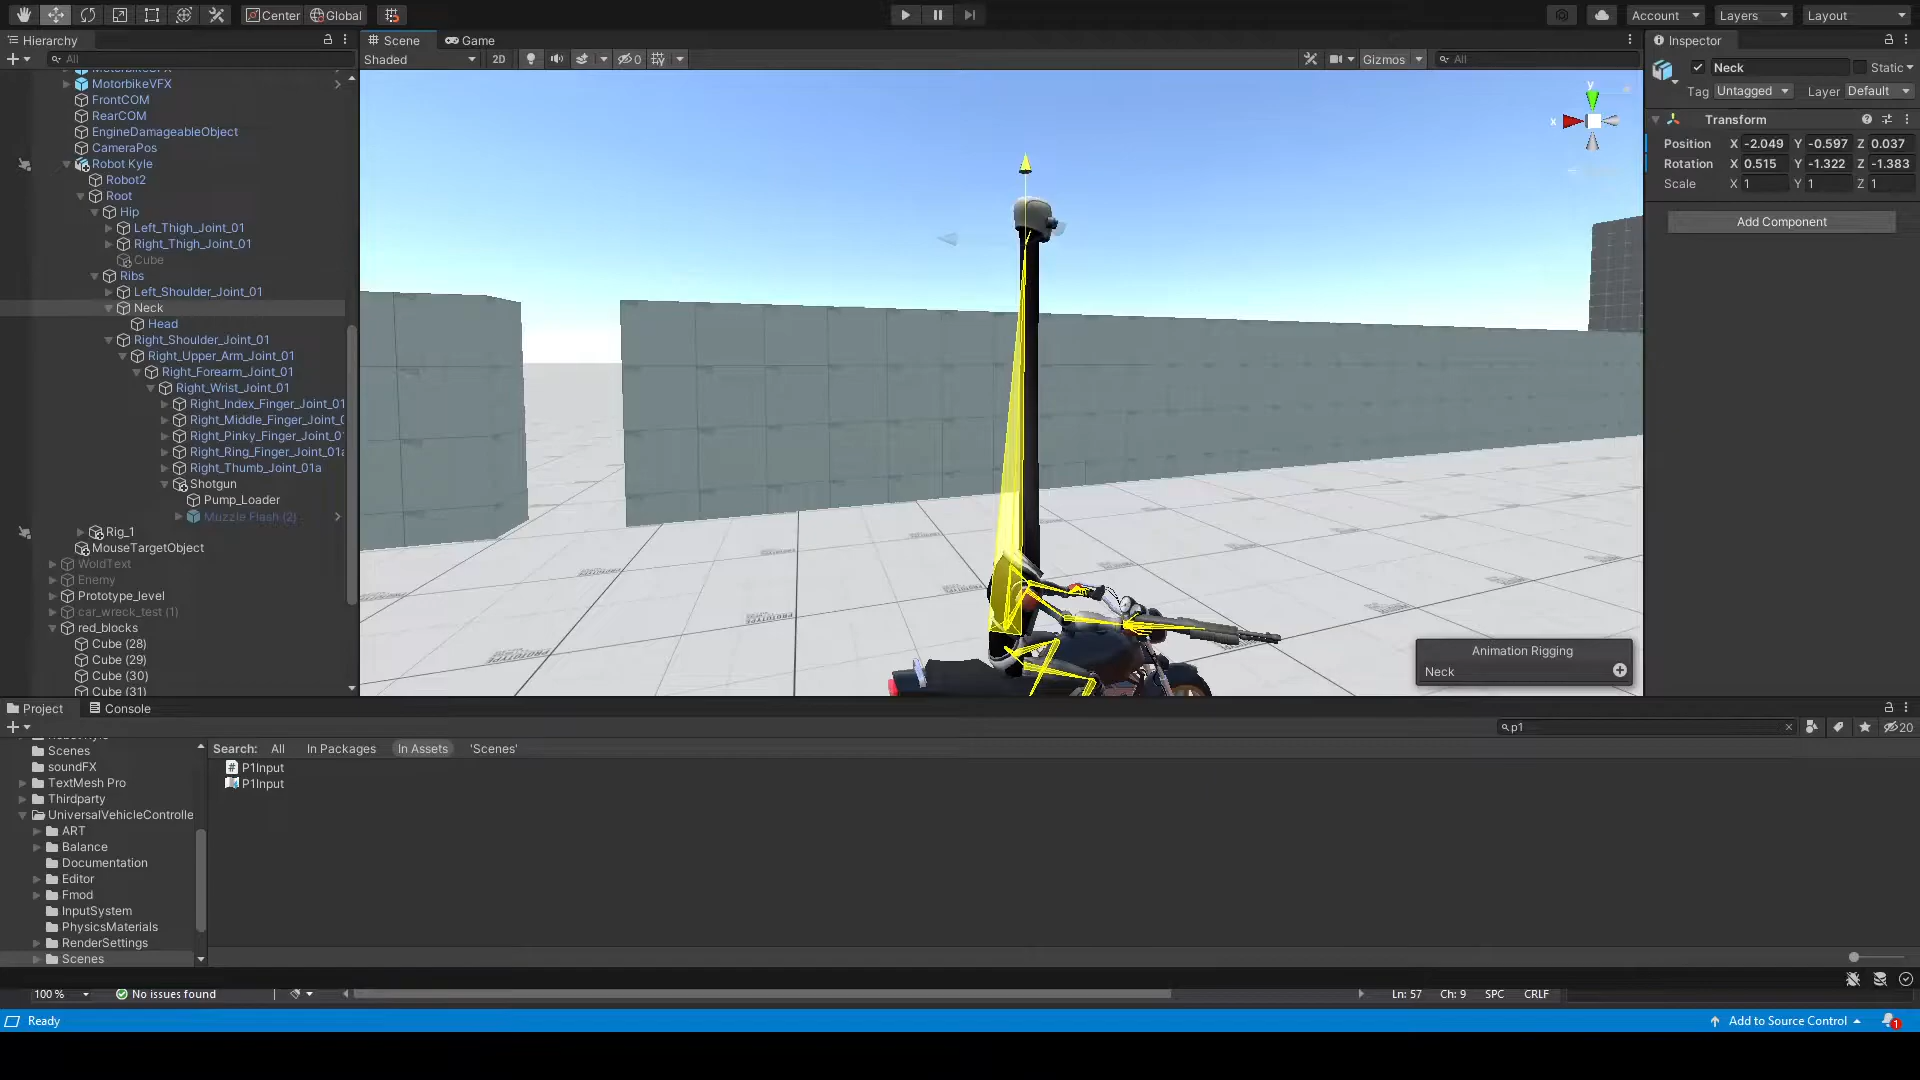 Center Global
Account Layers Layout
Hierarchy
Scene Game
Inspector
All
Shaded 2D 0 Gizmos All
Neck Static
Tag Untagged Layer Default
Transform
Position X -2.049 Y -0.597 Z 0.037
Rotation X 0.515 Y -1.322 Z -1.383
Scale X 1 Y 1 Z 1
Add Component
MotorbikeVFX
FrontCOM
RearCOM
EngineDamageableObject
CameraPos
Robot Kyle
Robot2
Root
Hip
Left_Thigh_Joint_01
Right_Thigh_Joint_01
Cube
Ribs
Left_Shoulder_Joint_01
Neck
Head
Right_Shoulder_Joint_01
Right_Upper_Arm_Joint_01
Right_Forearm_Joint_01
Right_Wrist_Joint_01
Right_Index_Finger_Joint_01
Right_Middle_Finger_Joint_0
Right_Pinky_Finger_Joint_01
Right_Ring_Finger_Joint_01a
Right_Thumb_Joint_01a
Shotgun
Pump_Loader
Muzzle Flash (2)
Rig_1
MouseTargetObject
WoldText
Enemy
Prototype_level
car_wreck_test (1)
red_blocks
Cube (28)
Cube (29)
Cube (30)
Cube (31)
y
x
Animation Rigging
Neck
Project Console
p1
20
Search: All In Packages In Assets 'Scenes'
P1Input
P1Input
Scenes
soundFX
TextMesh Pro
Thirdparty
UniversalVehicleControlle
ART
Balance
Documentation
Editor
Fmod
InputSystem
PhysicsMaterials
RenderSettings
Scenes
100 % No issues found Ln: 57 Ch: 9 SPC CRLF
Ready Add to Source Control 1